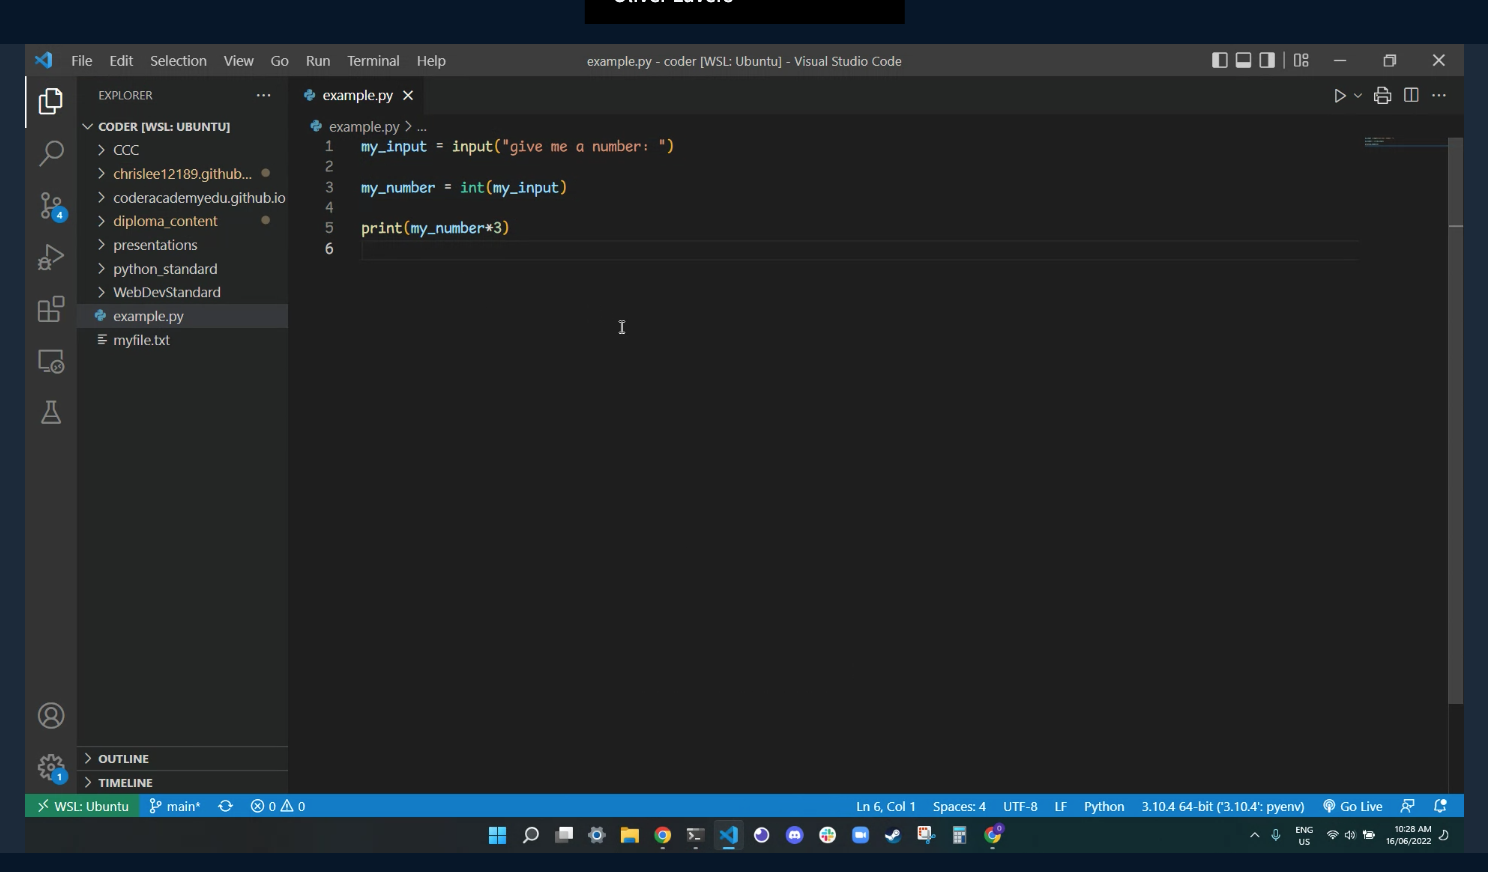 File Edit Selection View Go Run Terminal Help
example.py - coder [WSL: Ubuntu] - Visual Studio Code
EXPLORER
example.py
CODER [WSL: UBUNTU]
example.py > ...
CCC
chrislee12189.github...
coderacademyedu.github.io
diploma_content
presentations
python_standard
WebDevStandard
example.py
myfile.txt
1 my_input = input("give me a number: ")
2
3 my_number = int(my_input)
4
5 print(my_number*3)
6
4
OUTLINE
1
TIMELINE
WSL: Ubuntu main* 0 0 Ln 6, Col 1 Spaces: 4 UTF-8 LF Python 3.10.4 64-bit ('3.10.4': pyenv) Go Live
0
ENG
US
10:28 AM
16/06/2022